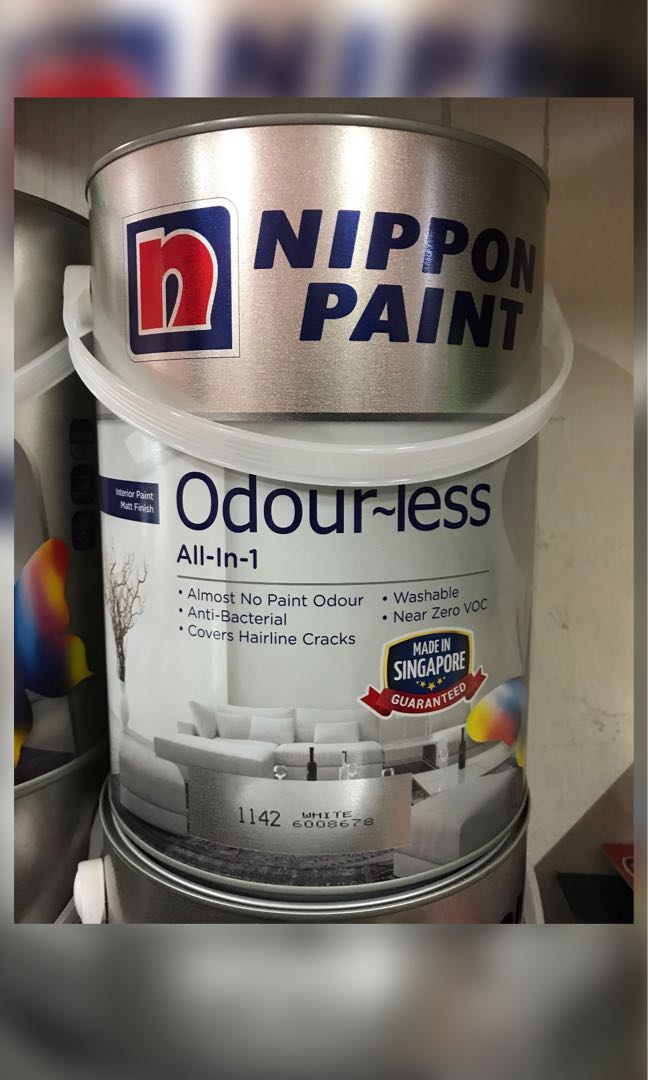 n
NIPPON
PAINT
Interior Paint
Matt Finish
Odour~less
All-In-1
• Almost No Paint Odour
• Anti-Bacterial
• Covers Hairline Cracks
• Washable
• Near Zero VOC
MADE IN
SINGAPORE
GUARANTEED
1142 WHITE
6008678